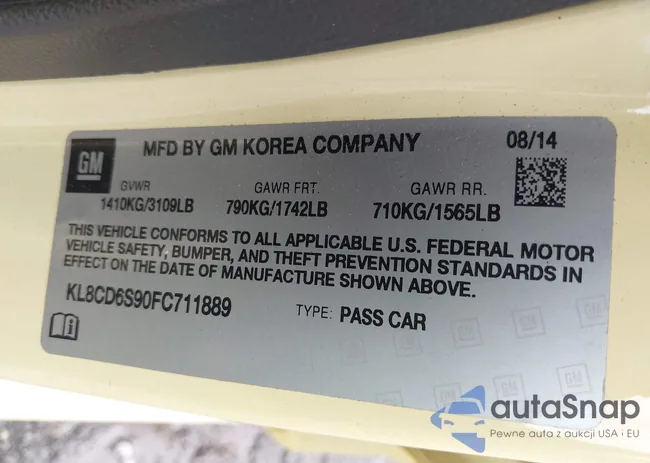 GM
MFD BY GM KOREA COMPANY
08/14
GVWR GAWR FRT. GAWR RR.
1410KG/3109LB 790KG/1742LB 710KG/1565LB
THIS VEHICLE CONFORMS TO ALL APPLICABLE U.S. FEDERAL MOTOR
VEHICLE SAFETY, BUMPER, AND THEFT PREVENTION STANDARDS IN
EFFECT ON THE DATE OF MANUFACTURE SHOWN ABOVE.
KL8CD6S90FC711889
TYPE: PASS CAR
autaSnap
Pewne auta z aukcji USA i EU